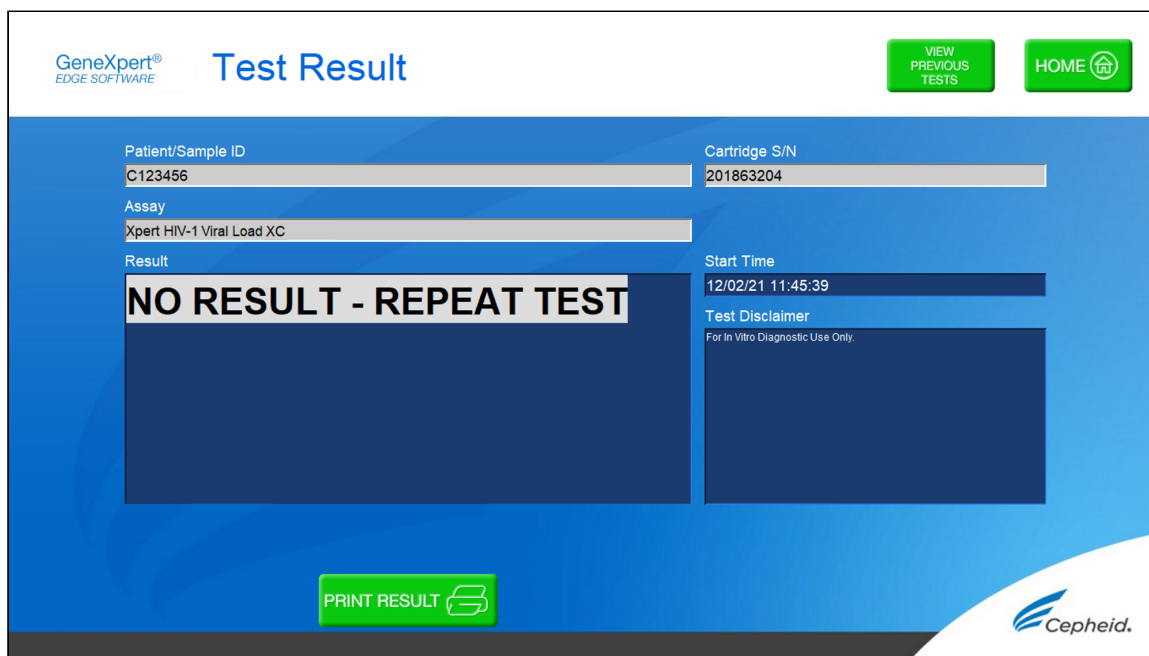 GeneXpert®
EDGE SOFTWARE
Test Result
VIEW
PREVIOUS
TESTS
HOME
Patient/Sample ID
C123456
Cartridge S/N
201863204
Assay
Xpert HIV-1 Viral Load XC
Result
NO RESULT - REPEAT TEST
Start Time
12/02/21 11:45:39
Test Disclaimer
For In Vitro Diagnostic Use Only.
PRINT RESULT
Cepheid.